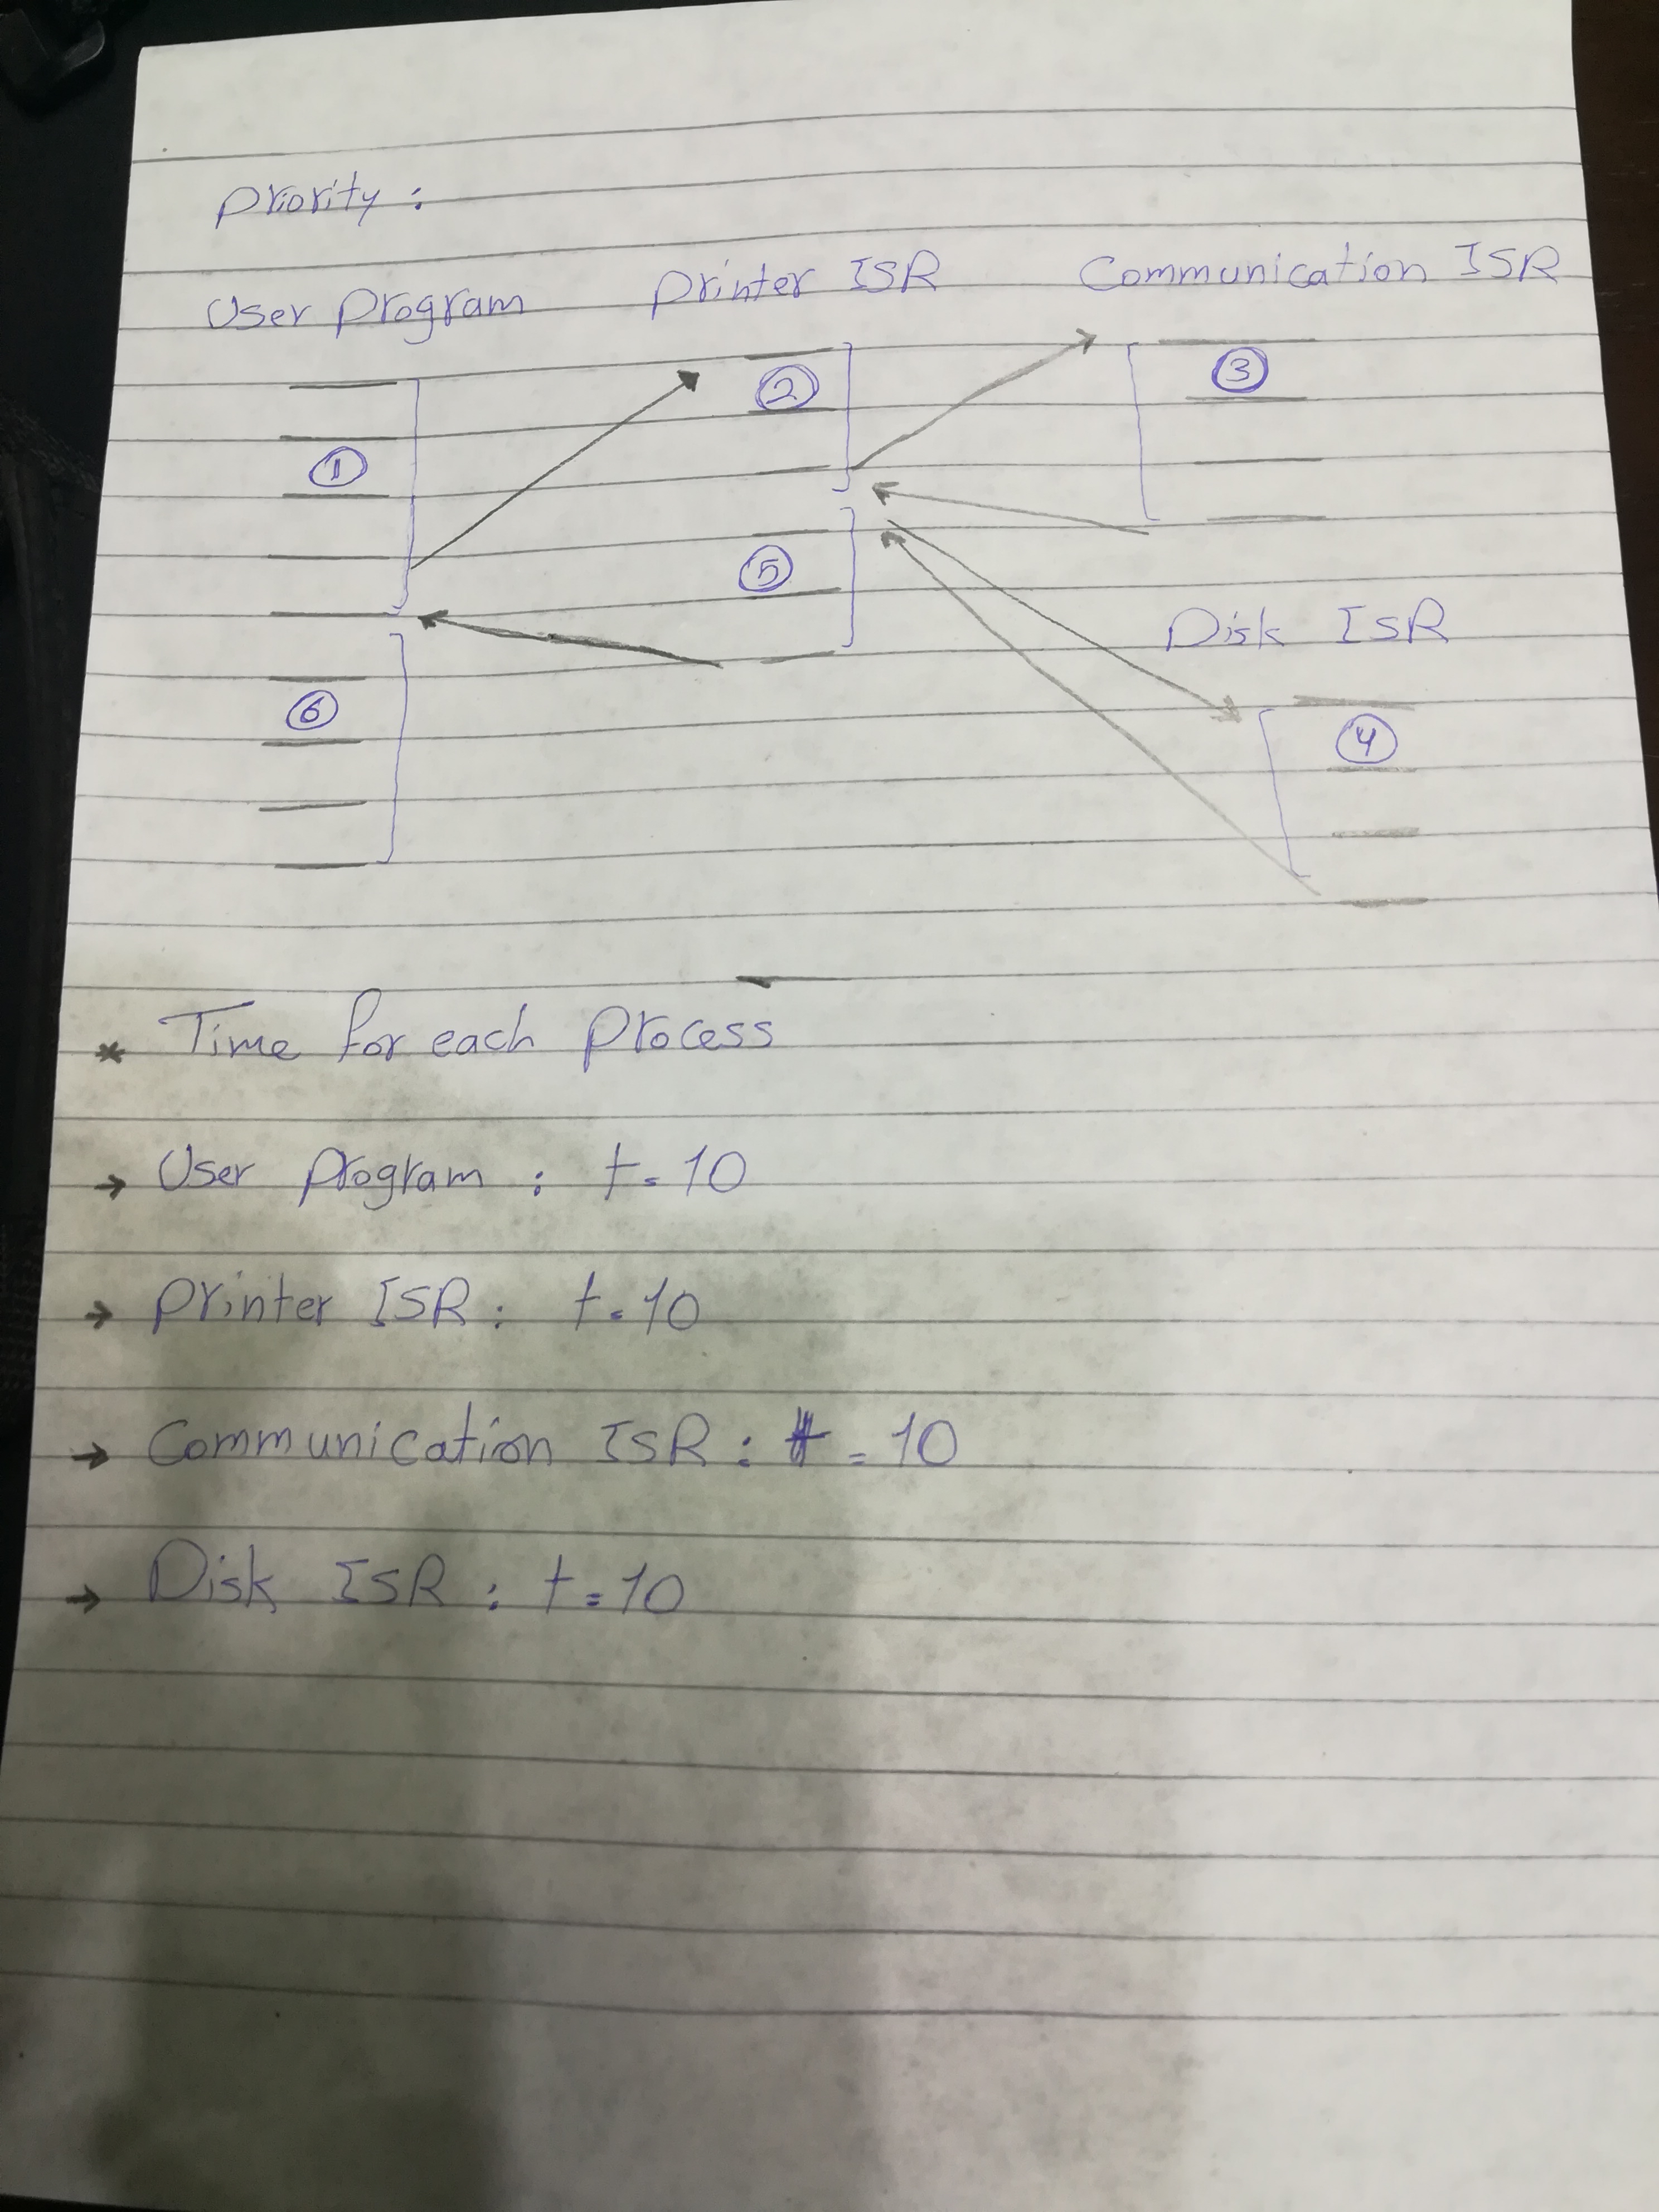 Priority :
User Program Printer ISR Communication ISR
① ② ③
⑤
Disk ISR
⑥ ④
* Time for each Process
→ User Program : t = 10
→ Printer ISR : t = 10
→ Communication ISR : t = 10
→ Disk ISR : t = 10